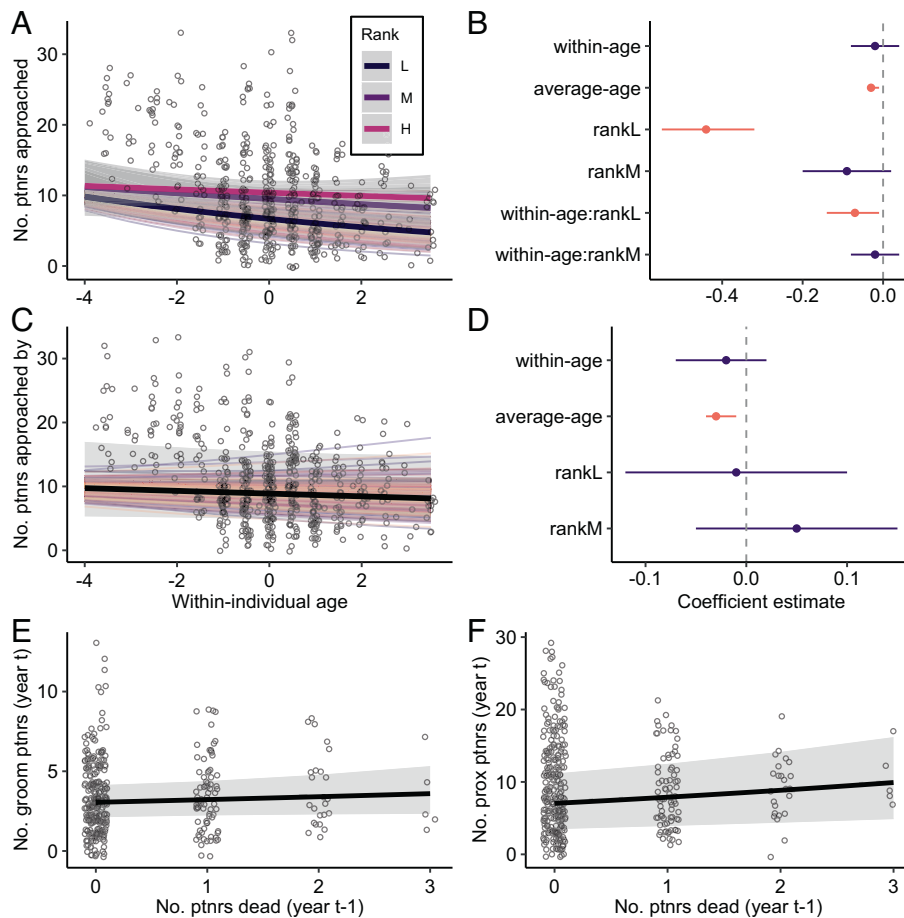 A
No. ptnrs approached
30
20
10
0
-4
-2
0
2
Rank
L
M
H
B
within-age
average-age
rankL
rankM
within-age:rankL
within-age:rankM
-0.4
-0.2
0.0
C
No. ptnrs approached by
30
20
10
0
-4
-2
0
2
Within-individual age
D
within-age
average-age
rankL
rankM
-0.1
0.0
0.1
Coefficient estimate
E
No. groom ptnrs (year t)
10
5
0
0
1
2
3
No. ptnrs dead (year t-1)
F
No. prox ptnrs (year t)
30
20
10
0
0
1
2
3
No. ptnrs dead (year t-1)